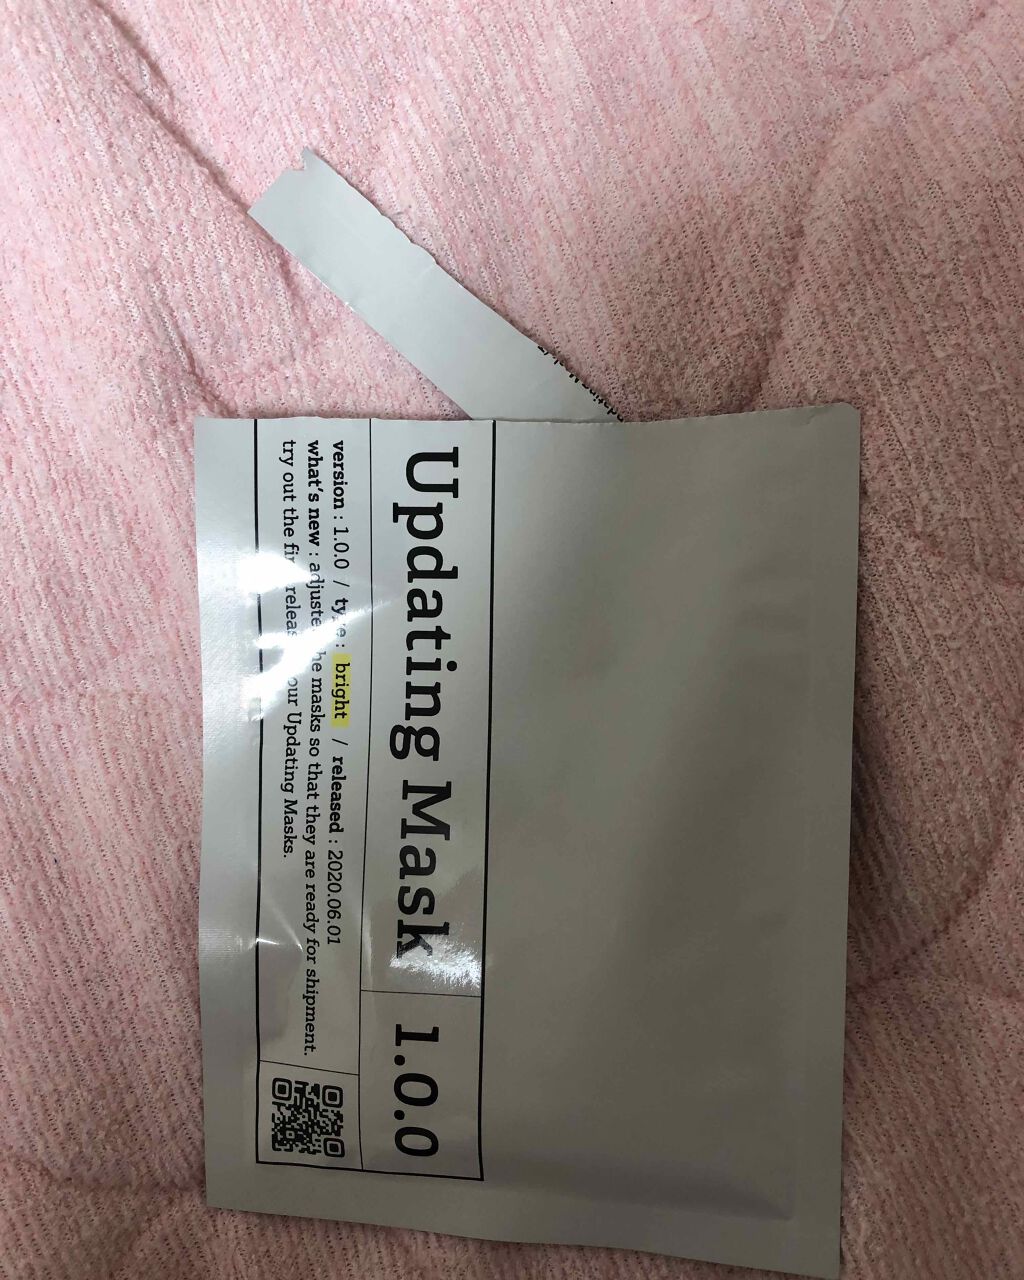 Updating Mask 1.0.0
version : 1.0.0 / type : bright / released : 2020.06.01
what's new : adjusted the masks so that they are ready for shipment.
try out the first release our Updating Masks.